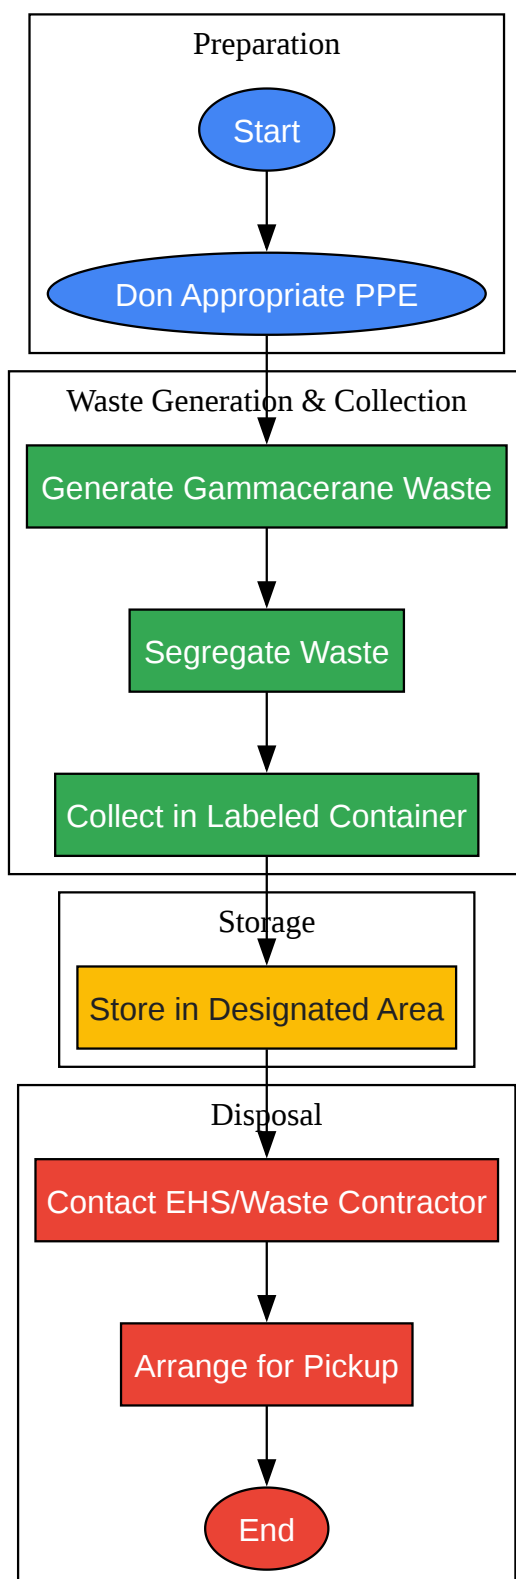 Preparation
Start
Don Appropriate PPE
Waste Generation & Collection
Generate Gammacerane Waste
Segregate Waste
Collect in Labeled Container
Storage
Store in Designated Area
Disposal
Contact EHS/Waste Contractor
Arrange for Pickup
End